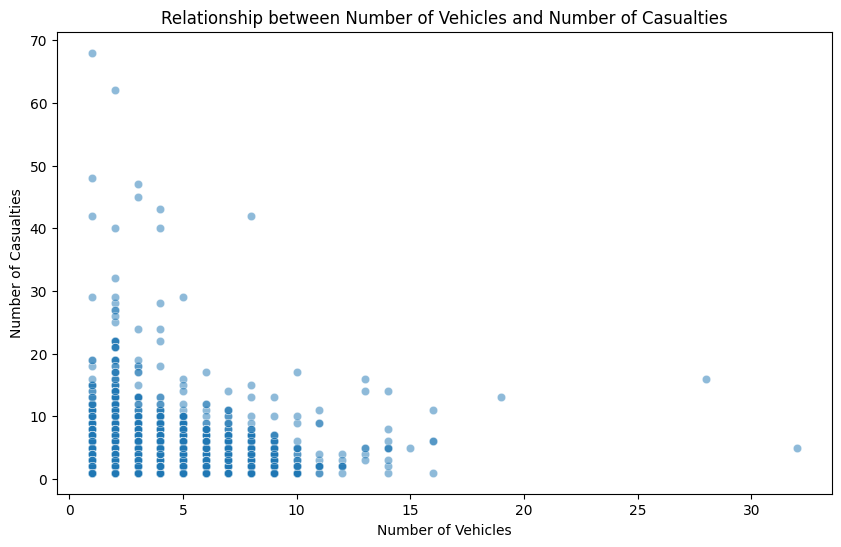 Relationship between Number of Vehicles and Number of Casualties
70
60
50
40
30
20
10
0
Number of Casualties
0 5 10 15 20 25 30
Number of Vehicles